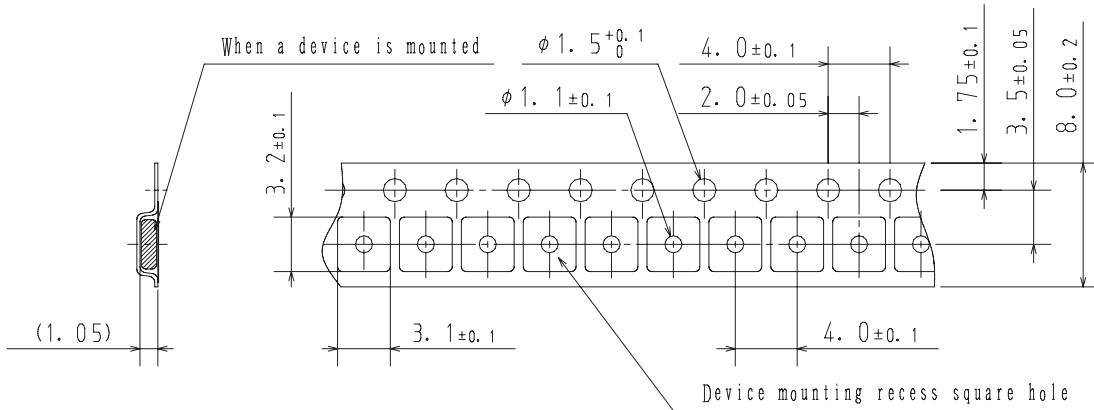 When a device is mounted
φ1.5+0.1 0
4.0±0.1
φ1.1±0.1
2.0±0.05
1.75±0.1
3.5±0.05
8.0±0.2
3.2±0.1
(1.05)
3.1±0.1
4.0±0.1
Device mounting recess square hole